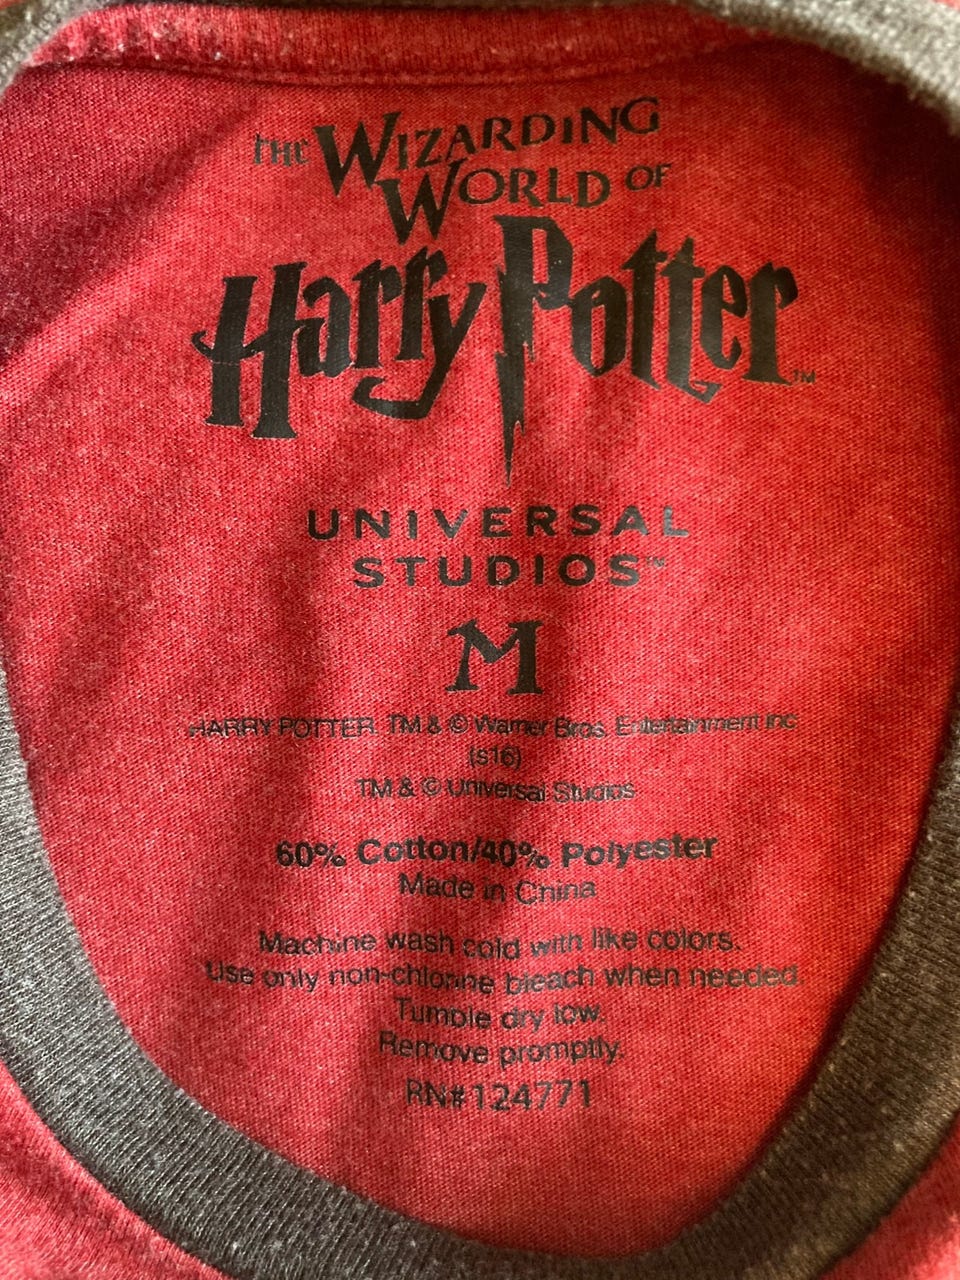 THE WIZARDING
WORLD OF
Harry Potter™
UNIVERSAL
STUDIOS™
M
HARRY POTTER TM & © Warner Bros. Entertainment Inc
(s16)
TM & © Universal Studios
60% Cotton/40% Polyester
Made in China
Machine wash cold with like colors.
Use only non-chlorine bleach when needed
Tumble dry low.
Remove promptly.
RN#124771